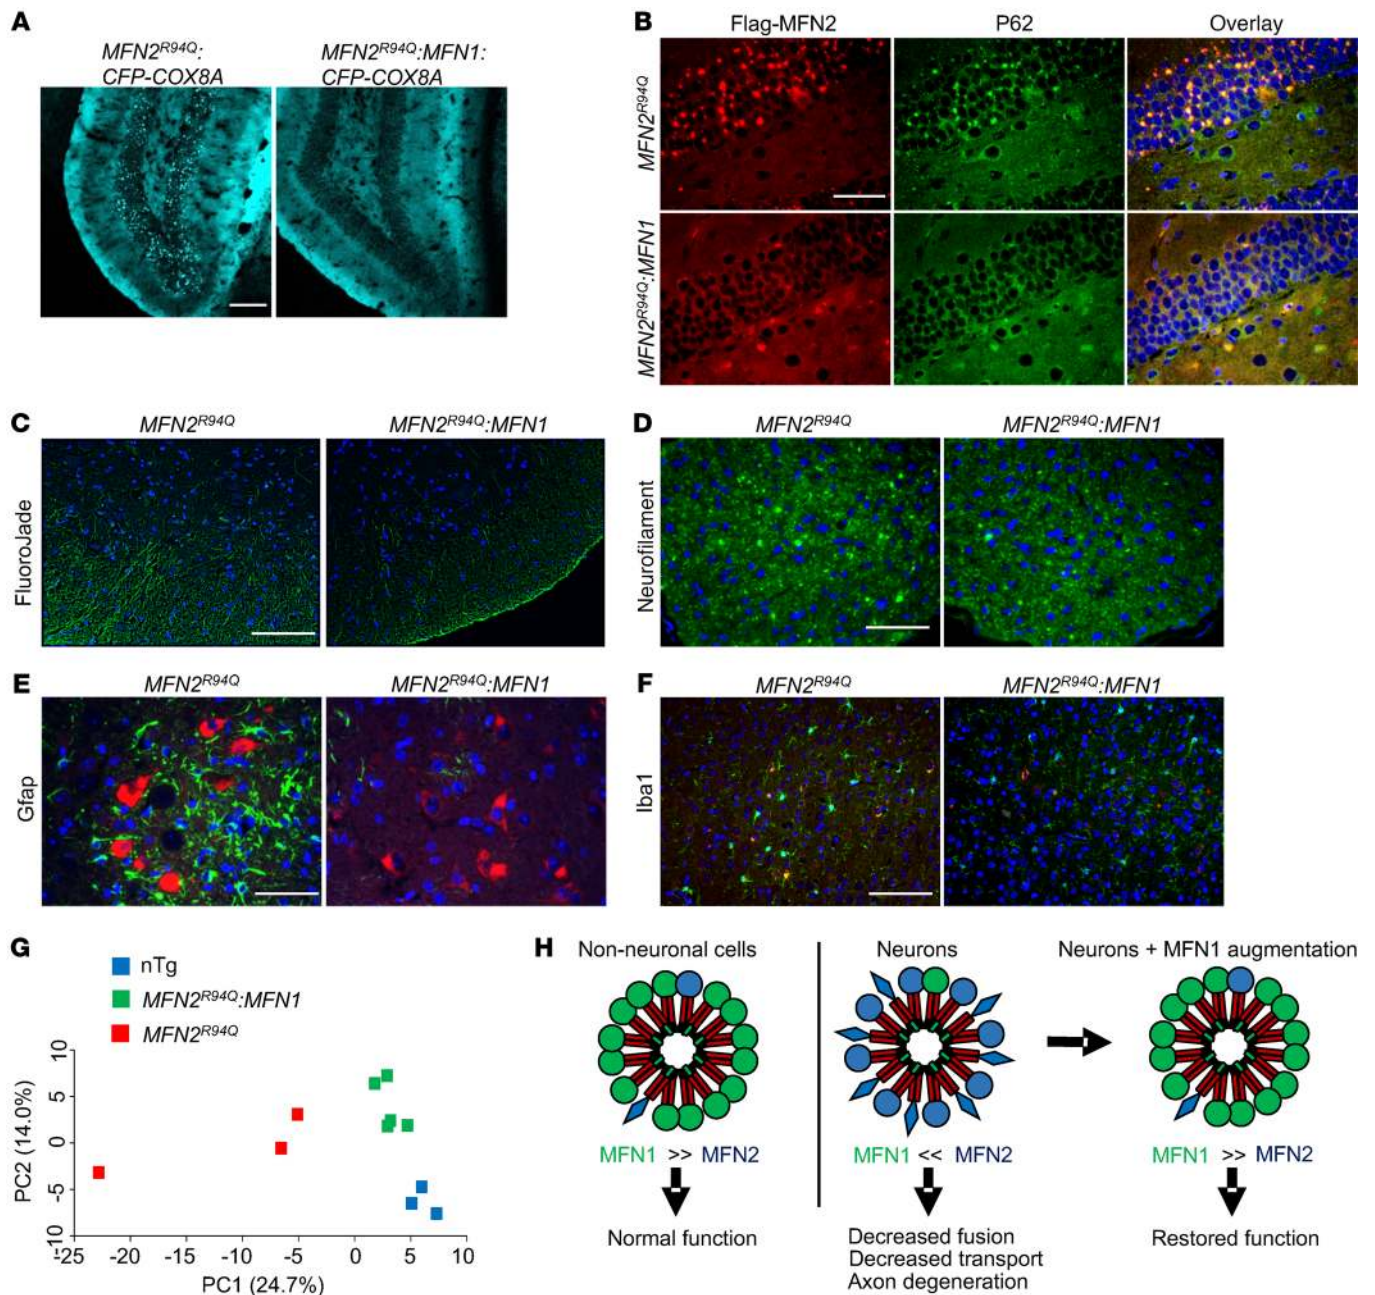 A
MFN2R94Q:
CFP-COX8A
MFN2R94Q:MFN1:
CFP-COX8A
B
Flag-MFN2
P62
Overlay
MFN2R94Q
MFN2R94Q:MFN1
C
MFN2R94Q
MFN2R94Q:MFN1
FluroJade
D
MFN2R94Q
MFN2R94Q:MFN1
Neurofilament
E
MFN2R94Q
MFN2R94Q:MFN1
Gfap
F
MFN2R94Q
MFN2R94Q:MFN1
Iba1
G
nTg
MFN2R94Q:MFN1
MFN2R94Q
PC2 (14.0%)
10
5
0
-5
-10
-25 -20 -15 -10 -5 0 5 10
PC1 (24.7%)
H
Non-neuronal cells
MFN1 >> MFN2
Normal function
Neurons
MFN1 << MFN2
Decreased fusion
Decreased transport
Axon degeneration
Neurons + MFN1 augmentation
MFN1 >> MFN2
Restored function